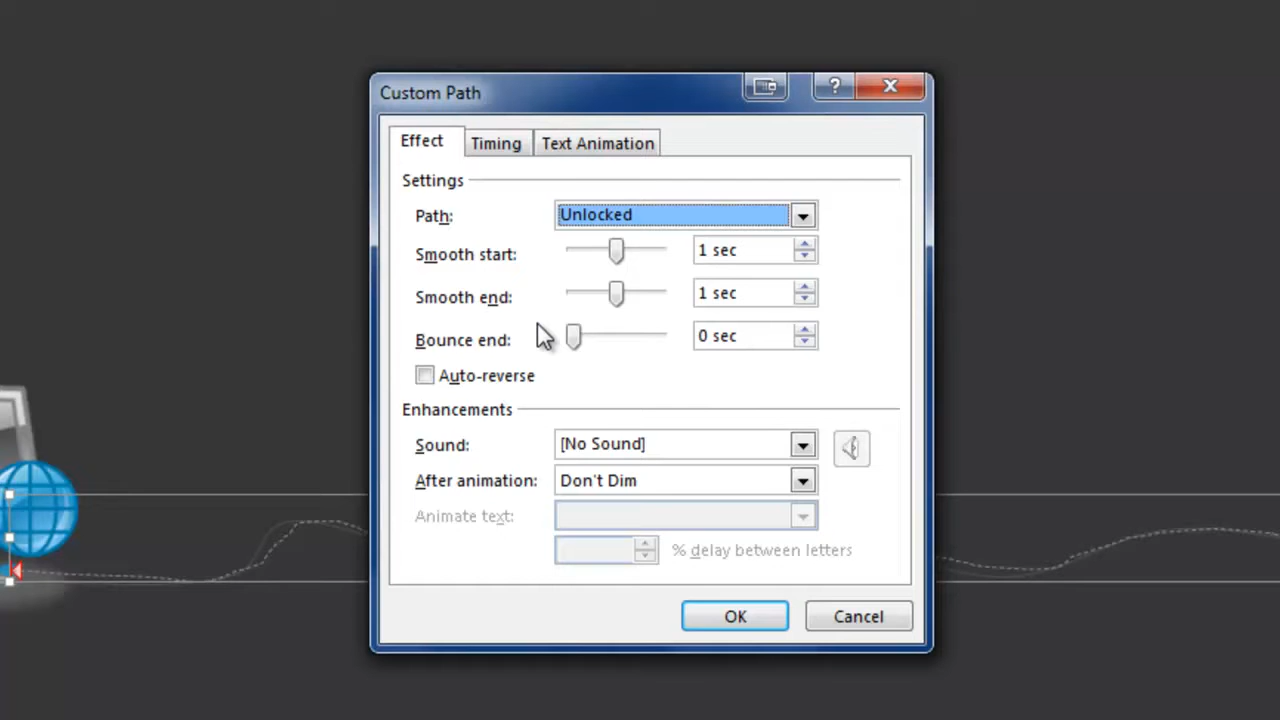 Custom Path
?
Effect Timing Text Animation
Settings
Path: Unlocked
Smooth start: 1 sec
Smooth end: 1 sec
Bounce end: 0 sec
Auto-reverse
Enhancements
Sound: [No Sound]
After animation: Don't Dim
Animate text:
% delay between letters
OK Cancel